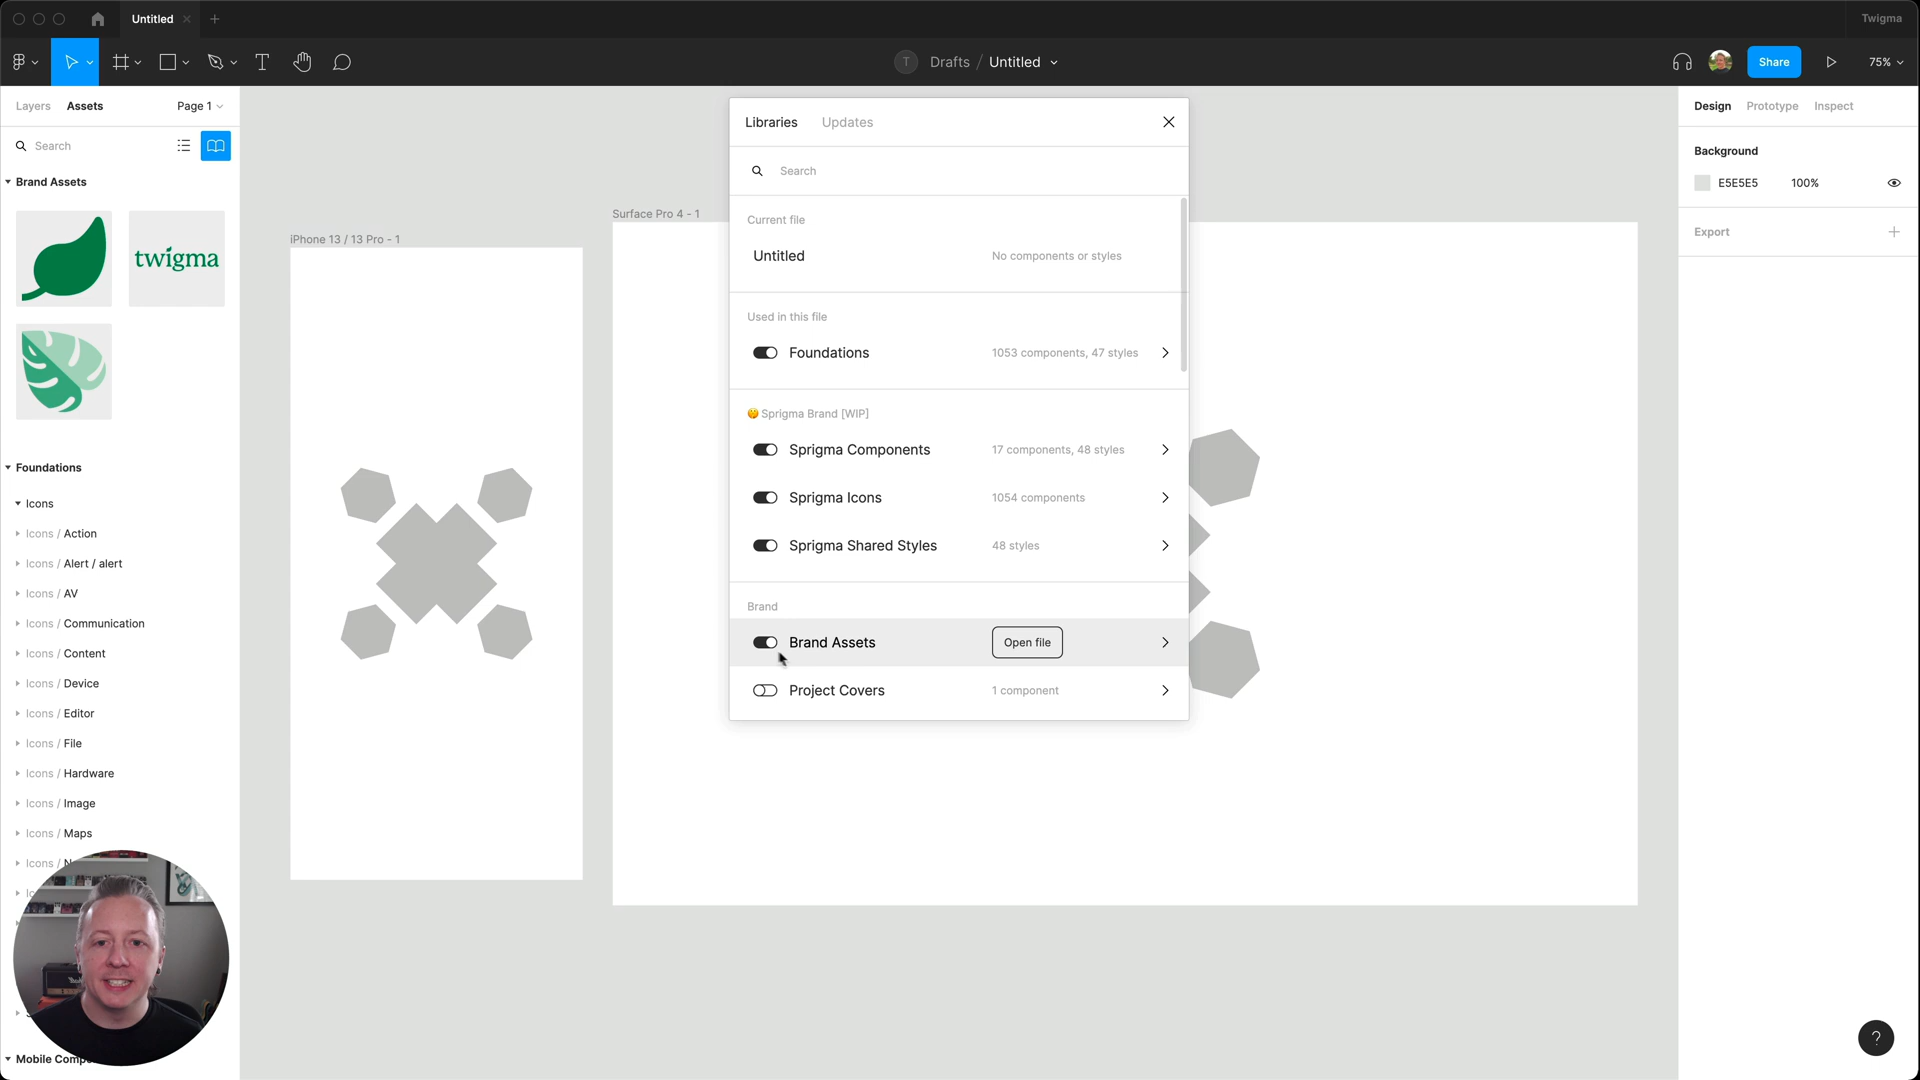 Untitled
Twigma
T
Drafts / Untitled
Share
75%
Layers
Assets
Page 1
Search
Brand Assets
twigma
Foundations
Icons
Icons / Action
Icons / Alert / alert
Icons / AV
Icons / Communication
Icons / Content
Icons / Device
Icons / Editor
Icons / File
Icons / Hardware
Icons / Image
Icons / Maps
Icons /
Mobile
iPhone 13 / 13 Pro - 1
Surface Pro 4 - 1
Libraries
Updates
Search
Current file
Untitled
No components or styles
Used in this file
Foundations
1053 components, 47 styles
Sprigma Brand [WIP]
Sprigma Components
17 components, 48 styles
Sprigma Icons
1054 components
Sprigma Shared Styles
48 styles
Brand
Brand Assets
Open file
Project Covers
1 component
Design
Prototype
Inspect
Background
E5E5E5
100%
Export
?